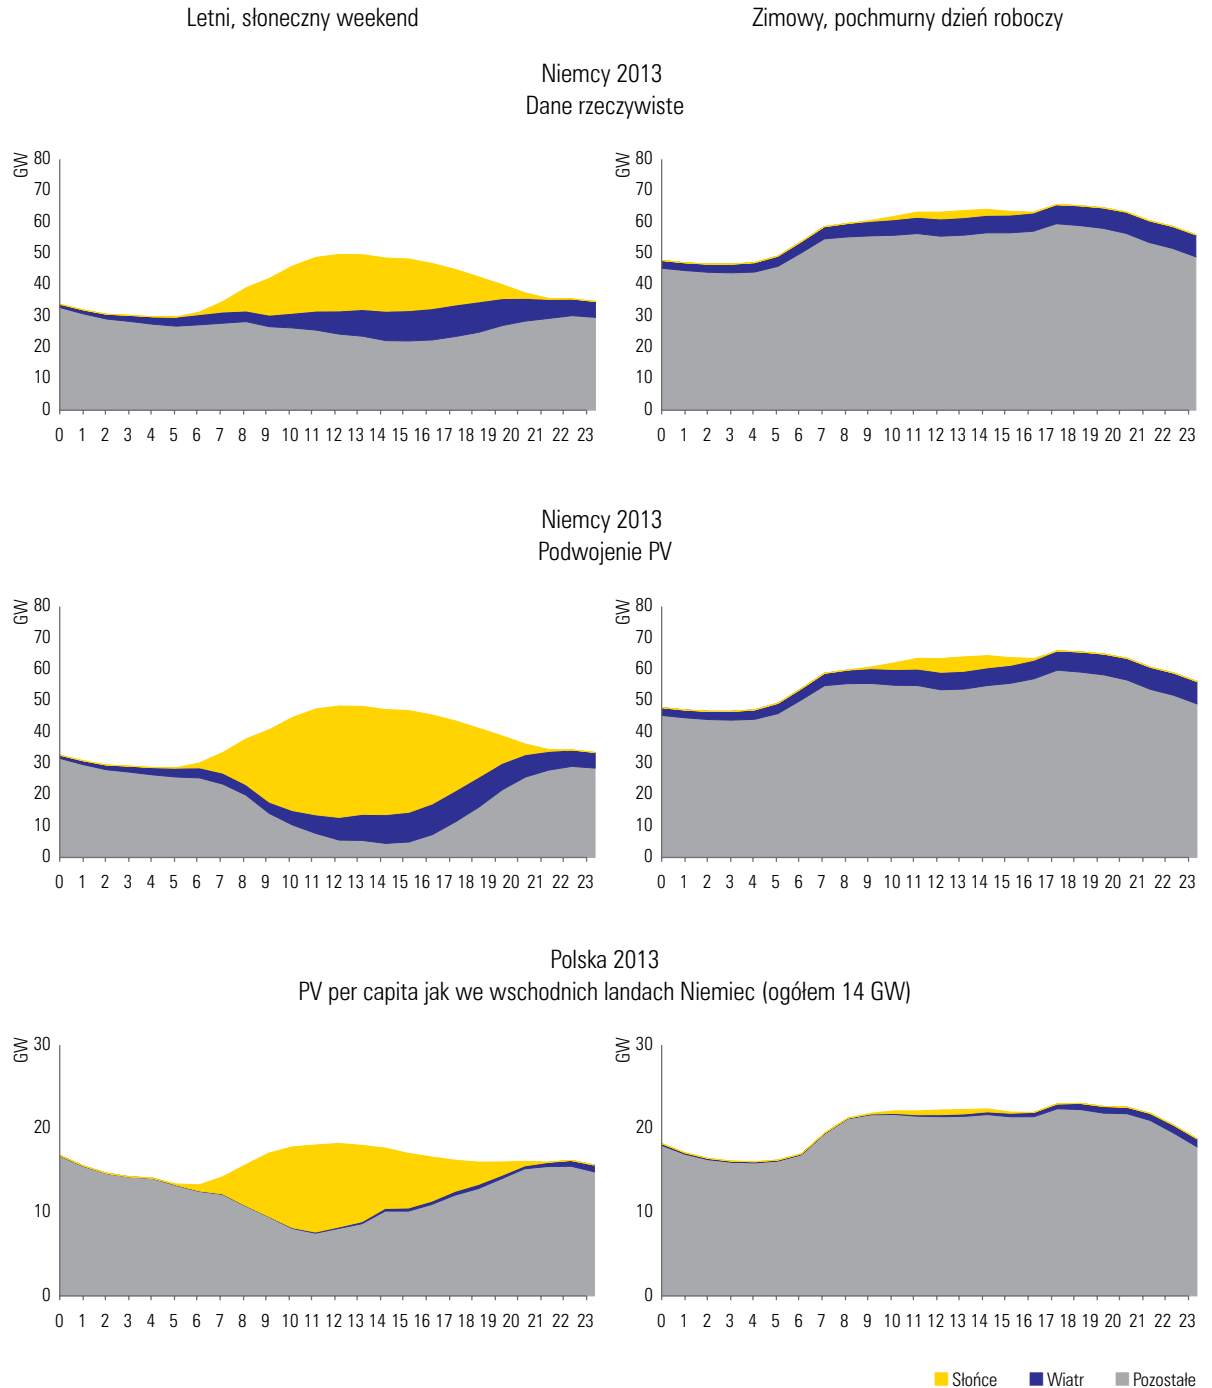 Letni, słoneczny weekend
Zimowy, pochmurny dzień roboczy
Niemcy 2013
Dane rzeczywiste
GW
80
70
60
50
40
30
20
10
0
0 1 2 3 4 5 6 7 8 9 10 11 12 13 14 15 16 17 18 19 20 21 22 23
GW
80
70
60
50
40
30
20
10
0
0 1 2 3 4 5 6 7 8 9 10 11 12 13 14 15 16 17 18 19 20 21 22 23
Niemcy 2013
Podwojenie PV
GW
80
70
60
50
40
30
20
10
0
0 1 2 3 4 5 6 7 8 9 10 11 12 13 14 15 16 17 18 19 20 21 22 23
GW
80
70
60
50
40
30
20
10
0
0 1 2 3 4 5 6 7 8 9 10 11 12 13 14 15 16 17 18 19 20 21 22 23
Polska 2013
PV per capita jak we wschodnich landach Niemiec (ogółem 14 GW)
GW
30
20
10
0
0 1 2 3 4 5 6 7 8 9 10 11 12 13 14 15 16 17 18 19 20 21 22 23
GW
30
20
10
0
0 1 2 3 4 5 6 7 8 9 10 11 12 13 14 15 16 17 18 19 20 21 22 23
Słońce Wiatr Pozostałe